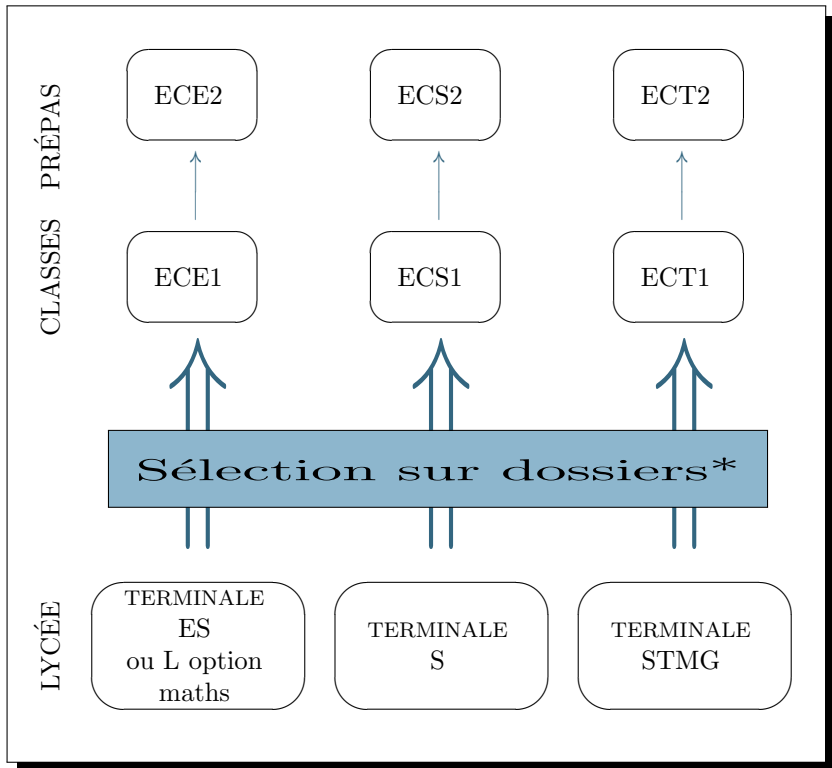 PRÉPAS
ECE2
ECS2
ECT2
CLASSES
ECE1
ECS1
ECT1
Sélection sur dossiers*
LYCÉE
TERMINALE
ES
ou L option
maths
TERMINALE
S
TERMINALE
STMG